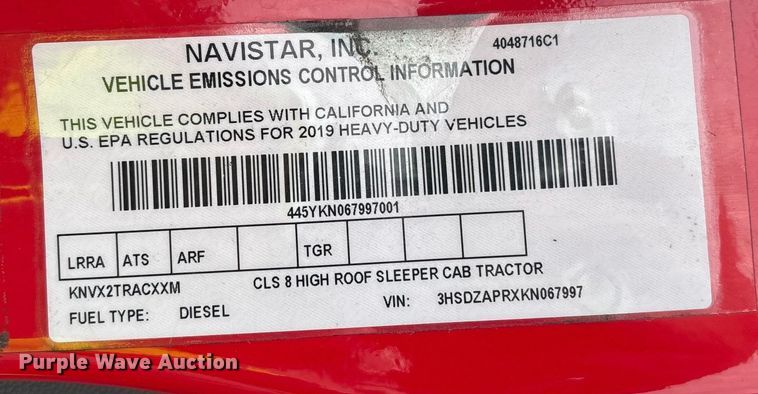 NAVISTAR, INC. 4048716C1
VEHICLE EMISSIONS CONTROL INFORMATION
THIS VEHICLE COMPLIES WITH CALIFORNIA AND
U.S. EPA REGULATIONS FOR 2019 HEAVY-DUTY VEHICLES
445YKN067997001
LRRA ATS ARF TGR
KNVX2TRACXXM CLS 8 HIGH ROOF SLEEPER CAB TRACTOR
FUEL TYPE: DIESEL VIN: 3HSDZAPRXKN067997
Purple Wave Auction